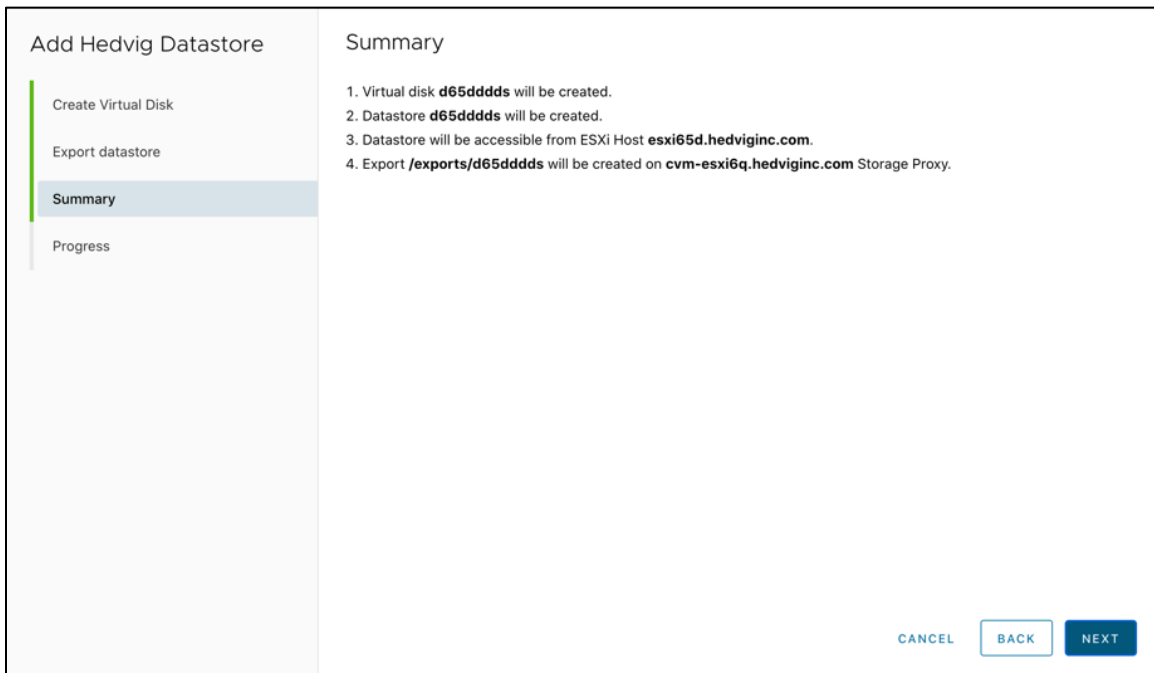 Add Hedvig Datastore
Create Virtual Disk
Export datastore
Summary
Progress
Summary
1. Virtual disk d65dddds will be created.
2. Datastore d65dddds will be created.
3. Datastore will be accessible from ESXi Host esxi65d.hedviginc.com.
4. Export /exports/d65dddds will be created on cvm-esxi6q.hedviginc.com Storage Proxy.
CANCEL
BACK
NEXT